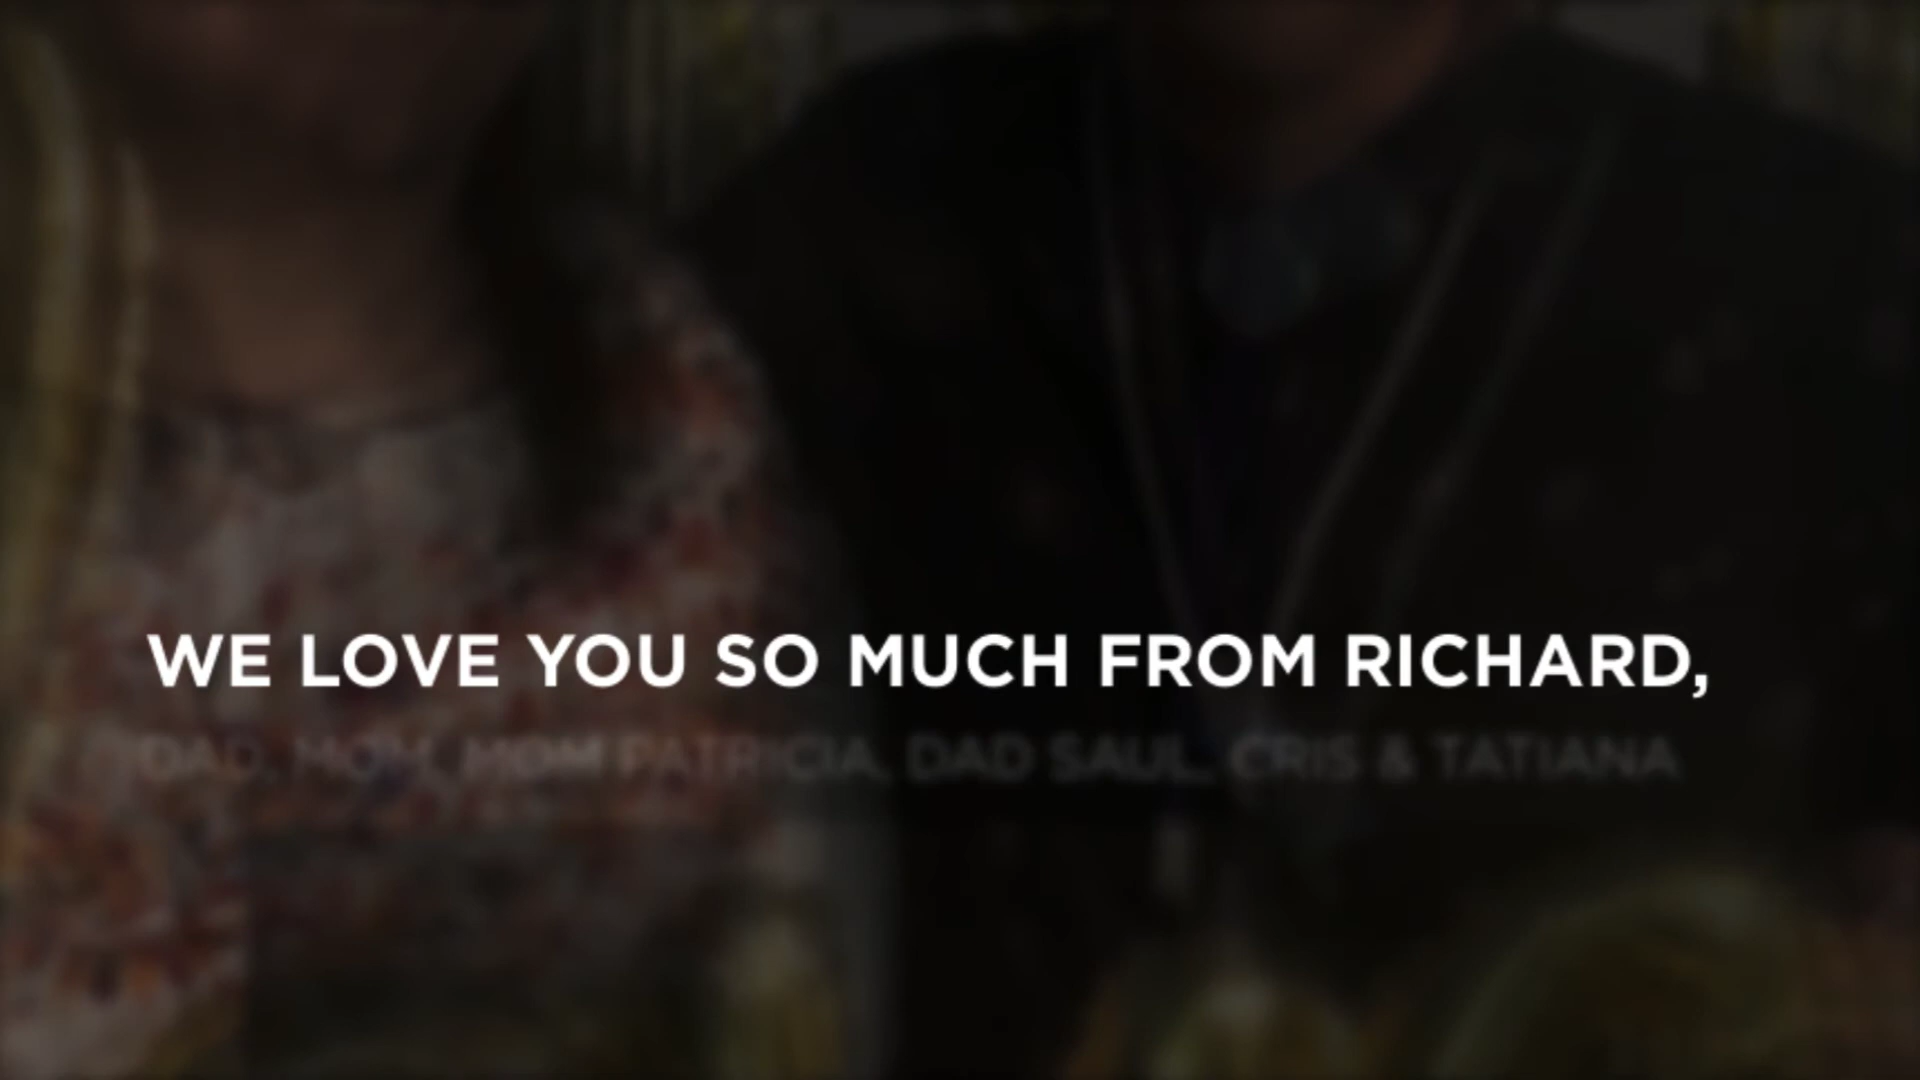 WE LOVE YOU SO MUCH FROM RICHARD,
DAD, MOM, MOM PATRICIA, DAD SAUL, CRIS & TATIANA